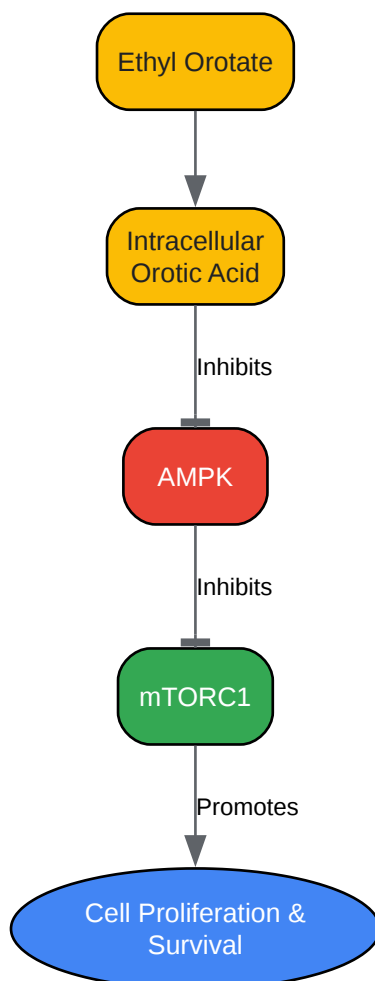 Ethyl Orotate
Intracellular
Orotic Acid
Inhibits
AMPK
Inhibits
mTORC1
Promotes
Cell Proliferation &
Survival